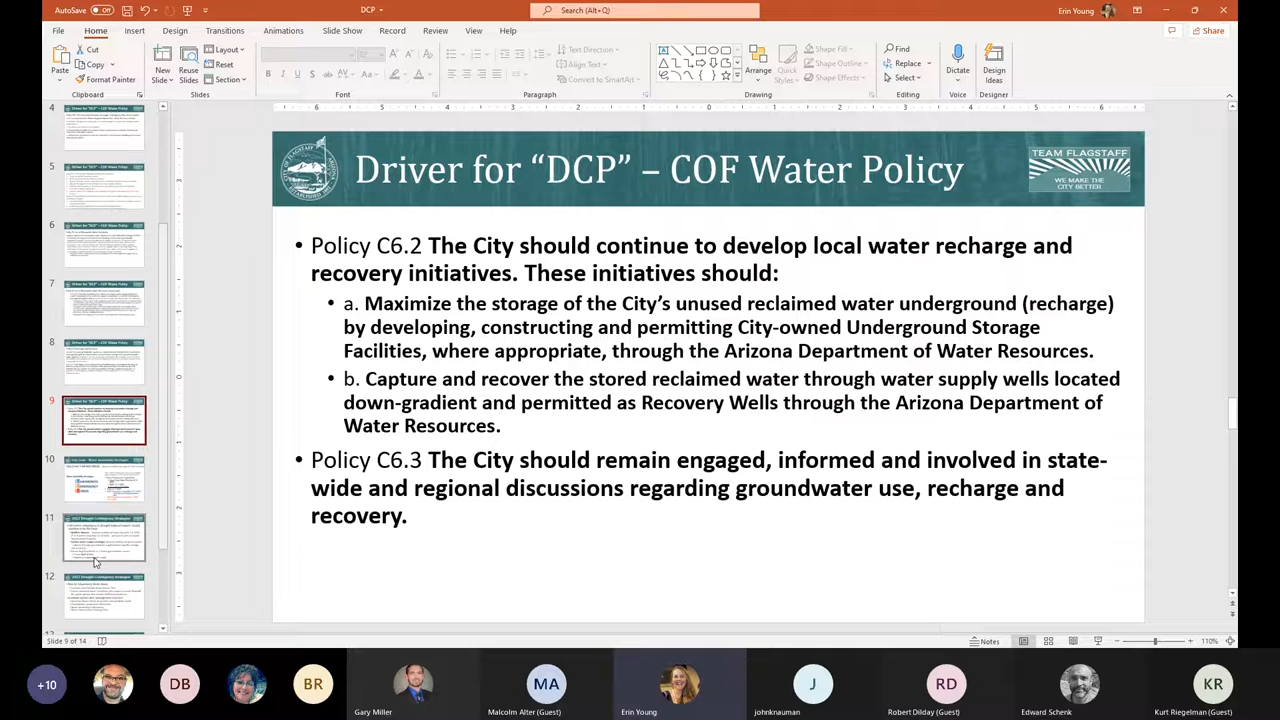 AutoSave Off DCP Search (Alt+Q) Erin Young
File Home Insert Design Transitions Animations Slide Show Record Review View Help Share
Paste Cut Copy Format Painter
New Slide Reuse Slides Layout Reset Section
Text Direction Align Text Convert to SmartArt
Arrange Quick Styles Shape Fill Shape Outline Shape Effects
Find Replace Select
Dictate Design Ideas
Clipboard Slides Font Paragraph Drawing Editing Voice Designer
4
5
6
7
8
9
10
11
12
Driver for "DCP" – COF Water Policy
TEAM FLAGSTAFF
WE MAKE THE
CITY BETTER
Policy C6.2 The City should continue to develop local water recharge and
recovery initiatives. These initiatives should:
• a. Maximize the storage of the City's unused reclaimed water underground (recharge)
by developing, constructing and permitting City-owned Underground Storage
Facilities, where appropriate, through the Arizona Department of Water Resources.
• b. Capture and recover the stored reclaimed water through water supply wells located
down-gradient and permitted as Recovery Wells through the Arizona Department of
Water Resources.
• Policy C6.3 The City should remain engaged, informed and involved in state-
wide and regional discussions regarding groundwater use, recharge and
recovery.
Slide 9 of 14 Notes 110%
+10 DB BR MA J RD KR
Gary Miller Malcolm Alter (Guest) Erin Young johnknauman Robert Dilday (Guest) Edward Schenk Kurt Riegelman (Guest)